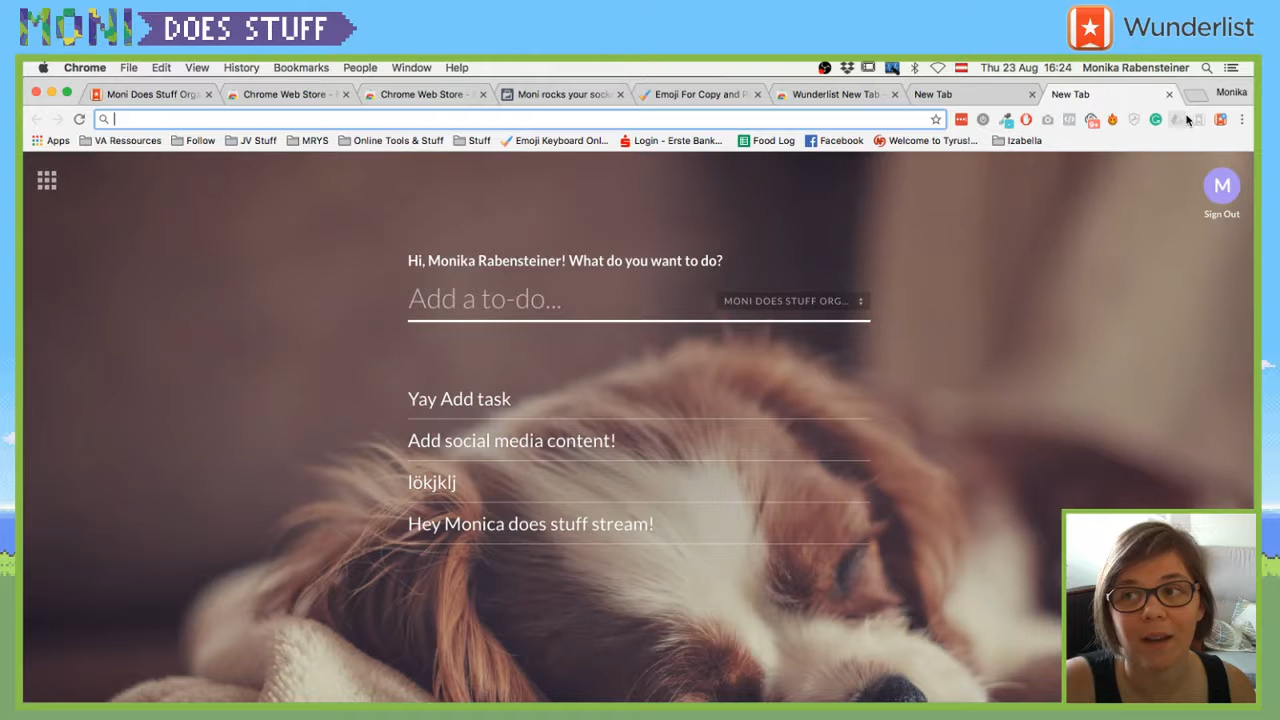 MONI DOES STUFF
Wunderlist
Chrome File Edit View History Bookmarks People Window Help
Thu 23 Aug 16:24 Monika Rabensteiner
Moni Does Stuff Org
Chrome Web Store -
Chrome Web Store -
Moni rocks your sock
Emoji For Copy and P
Wunderlist New Tab -
New Tab
New Tab
Monika
Apps VA Ressources Follow JV Stuff MRYS Online Tools & Stuff Stuff Emoji Keyboard Onl... Login - Erste Bank... Food Log Facebook Welcome to Tyrus!... Izabella
M
Sign Out
Hi, Monika Rabensteiner! What do you want to do?
Add a to-do...
MONI DOES STUFF ORG...
Yay Add task
Add social media content!
lökjklj
Hey Monica does stuff stream!